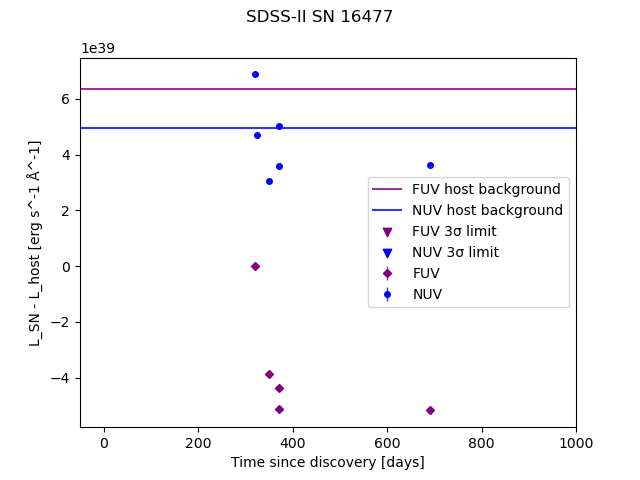 SDSS-II SN 16477
1e39
6
4
2
0
−2
−4
L_SN - L_host [erg s^-1 Å^-1]
FUV host background
NUV host background
FUV 3σ limit
NUV 3σ limit
FUV
NUV
0 200 400 600 800 1000
Time since discovery [days]